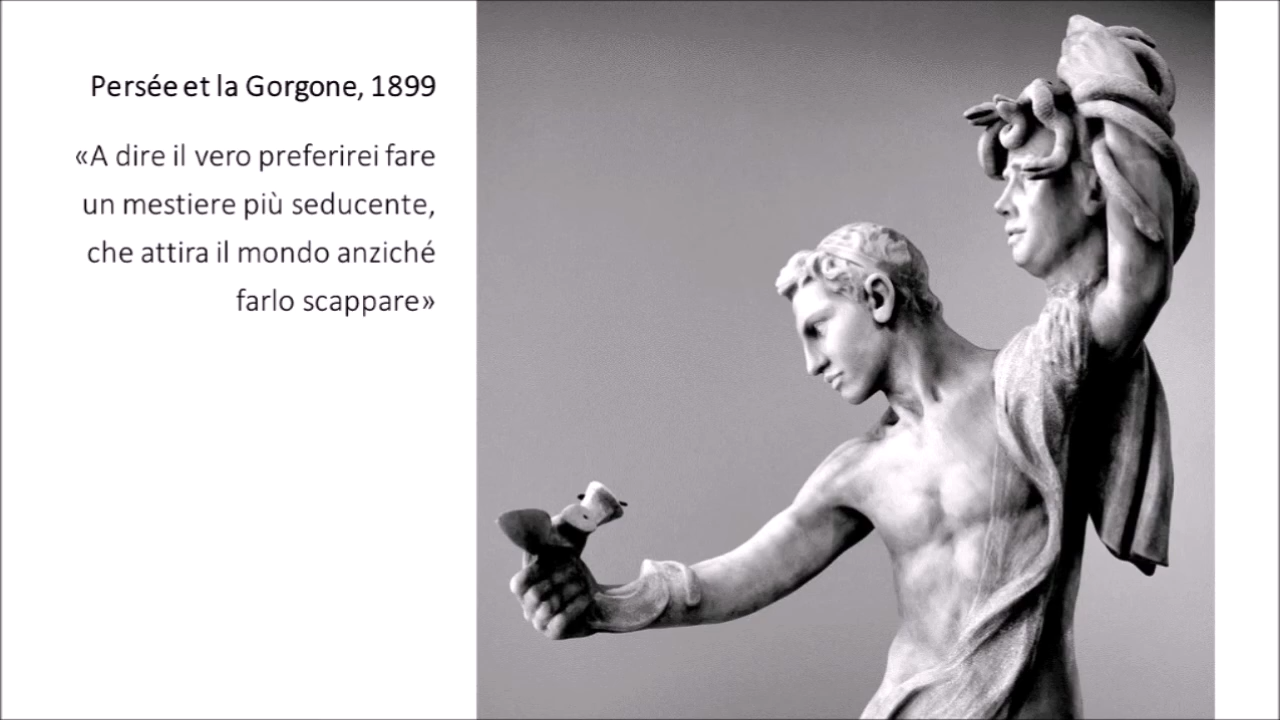 Persée et la Gorgone, 1899
«A dire il vero preferirei fare
un mestiere più seducente,
che attira il mondo anziché
farlo scappare»